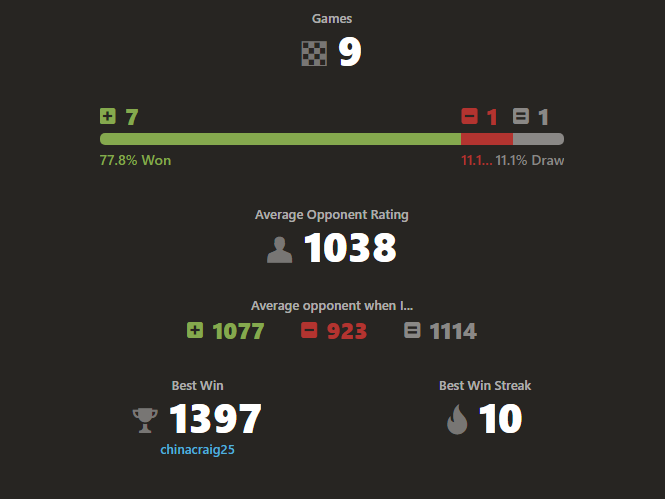 Games
9
7 1 1
77.8% Won 11.1... 11.1% Draw
Average Opponent Rating
1038
Average opponent when I...
1077 923 1114
Best Win Best Win Streak
1397 10
chinacraig25